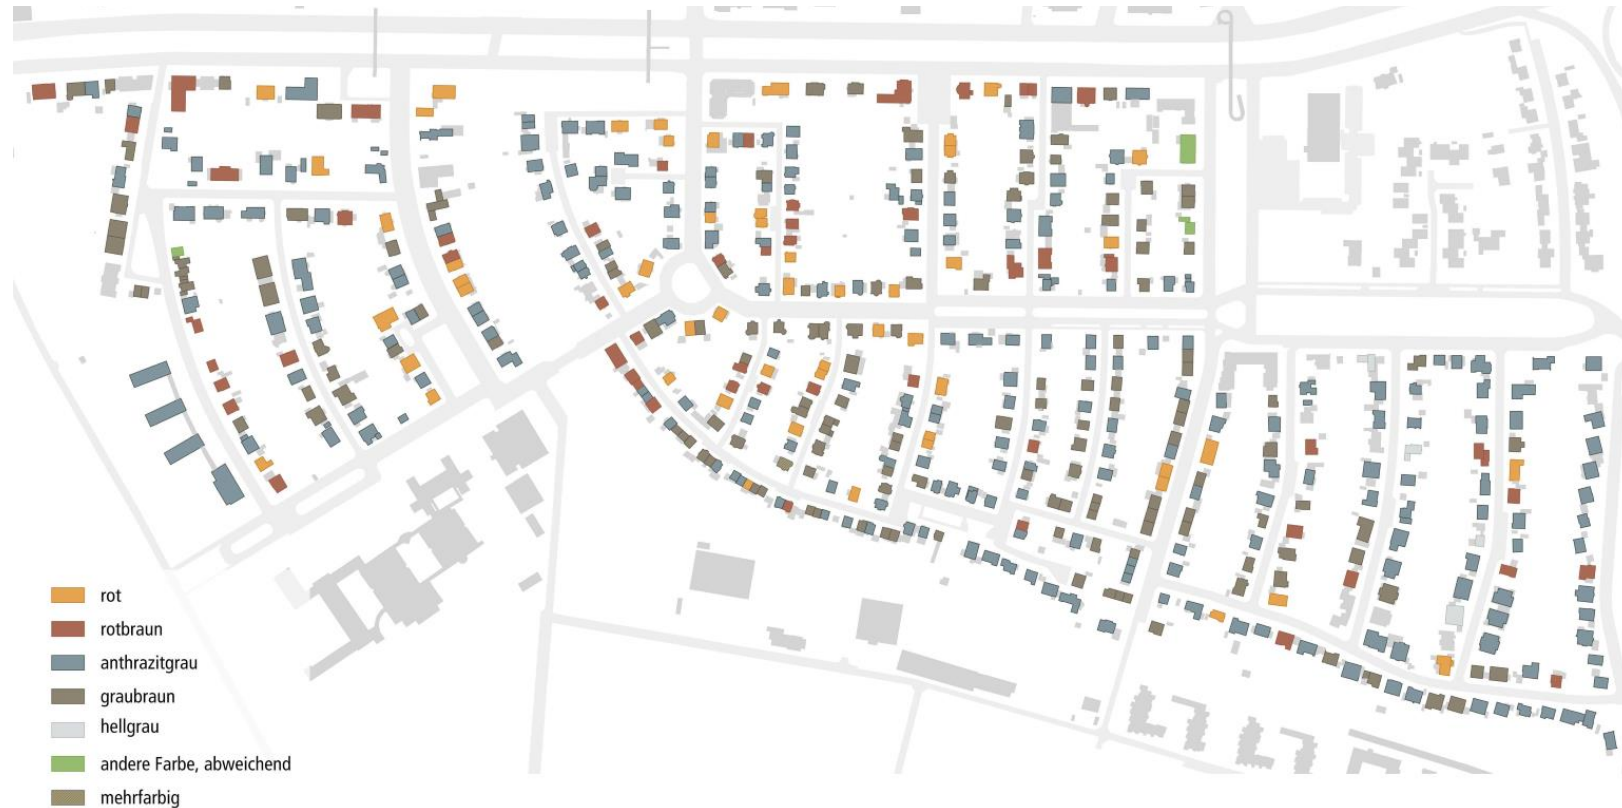 rot
rotbraun
anthrazitgrau
graubraun
hellgrau
andere Farbe, abweichend
mehrfarbig